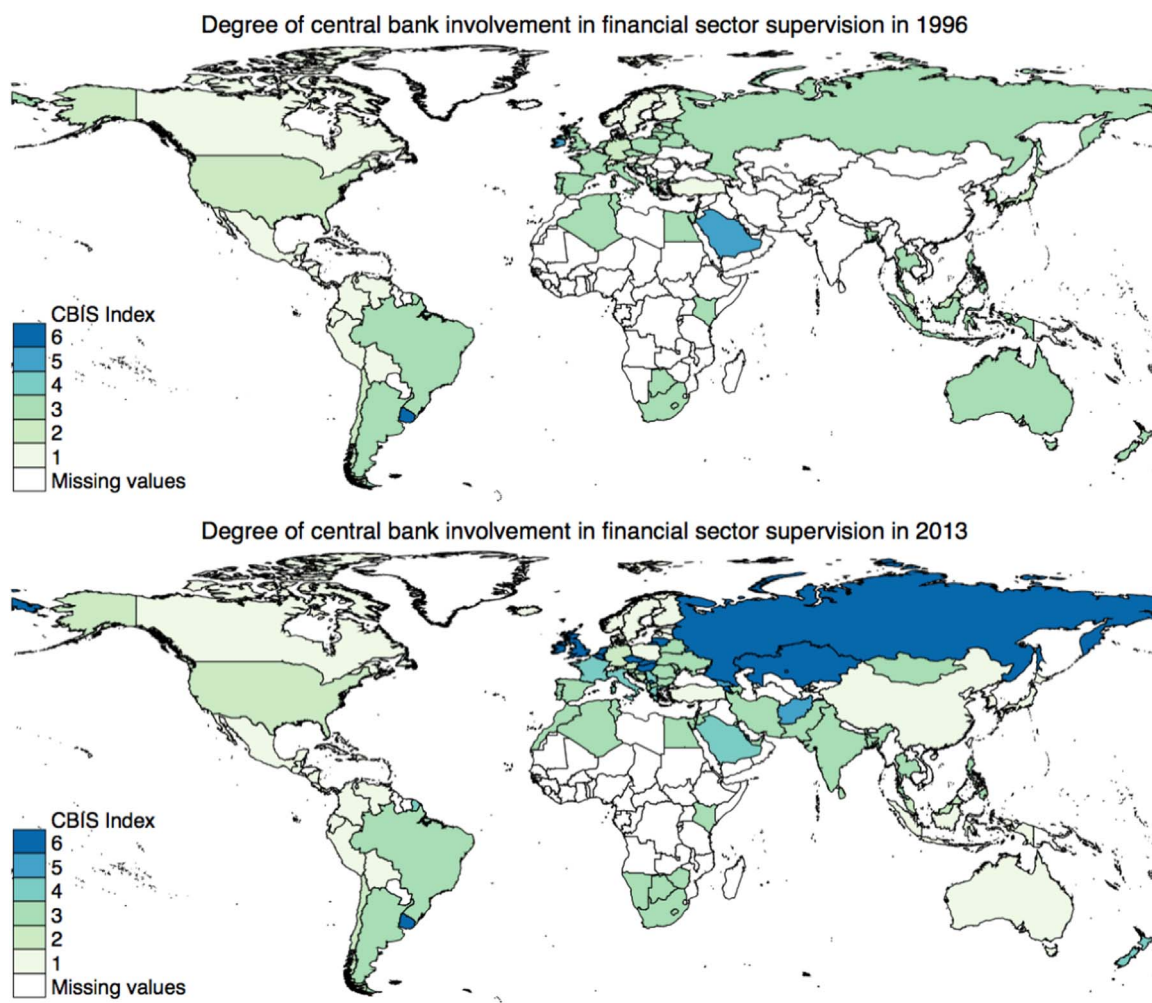 Degree of central bank involvement in financial sector supervision in 1996
CBIS Index
6
5
4
3
2
1
Missing values
Degree of central bank involvement in financial sector supervision in 2013
CBIS Index
6
5
4
3
2
1
Missing values